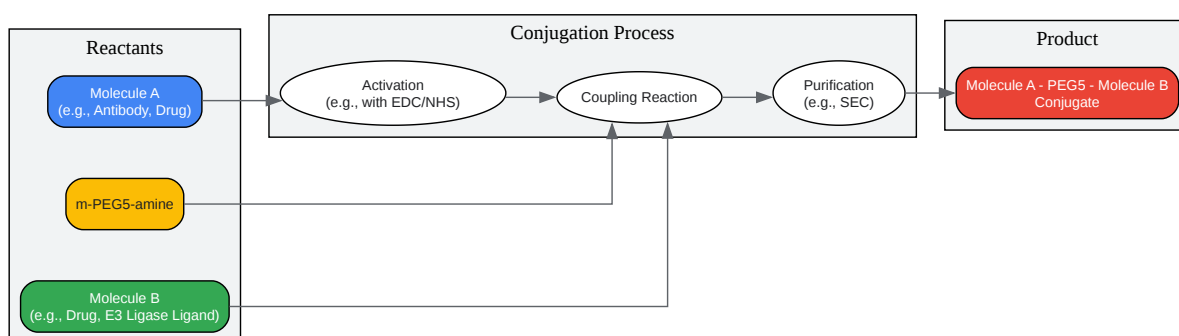 Reactants
Molecule A
(e.g., Antibody, Drug)
m-PEG5-amine
Molecule B
(e.g., Drug, E3 Ligase Ligand)
Conjugation Process
Activation
(e.g., with EDC/NHS)
Coupling Reaction
Purification
(e.g., SEC)
Product
Molecule A - PEG5 - Molecule B
Conjugate